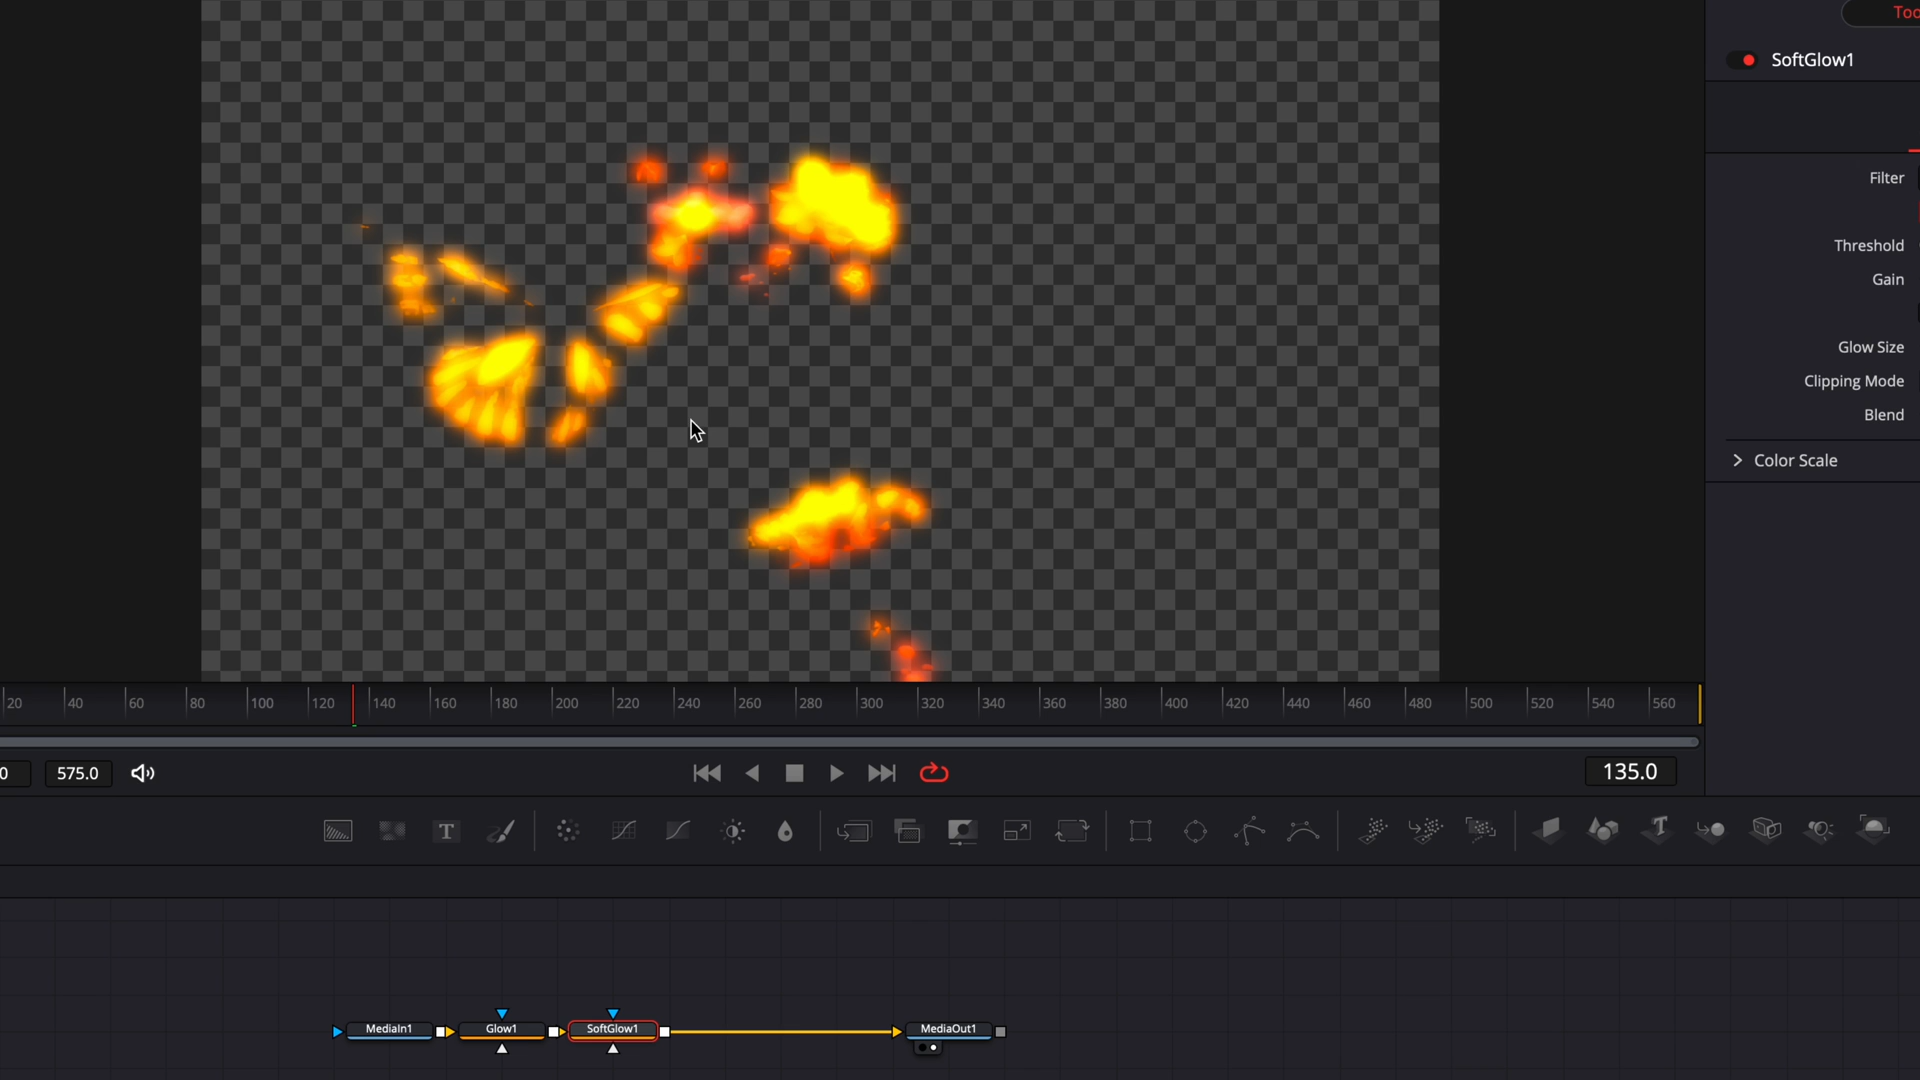 Too
SoftGlow1
Filter
Threshold
Gain
Glow Size
Clipping Mode
Blend
Color Scale
20 40 60 80 100 120 140 160 180 200 220 240 260 280 300 320 340 360 380 400 420 440 460 480 500 520 540 560
0 575.0 135.0
T
MediaIn1 Glow1 SoftGlow1 MediaOut1